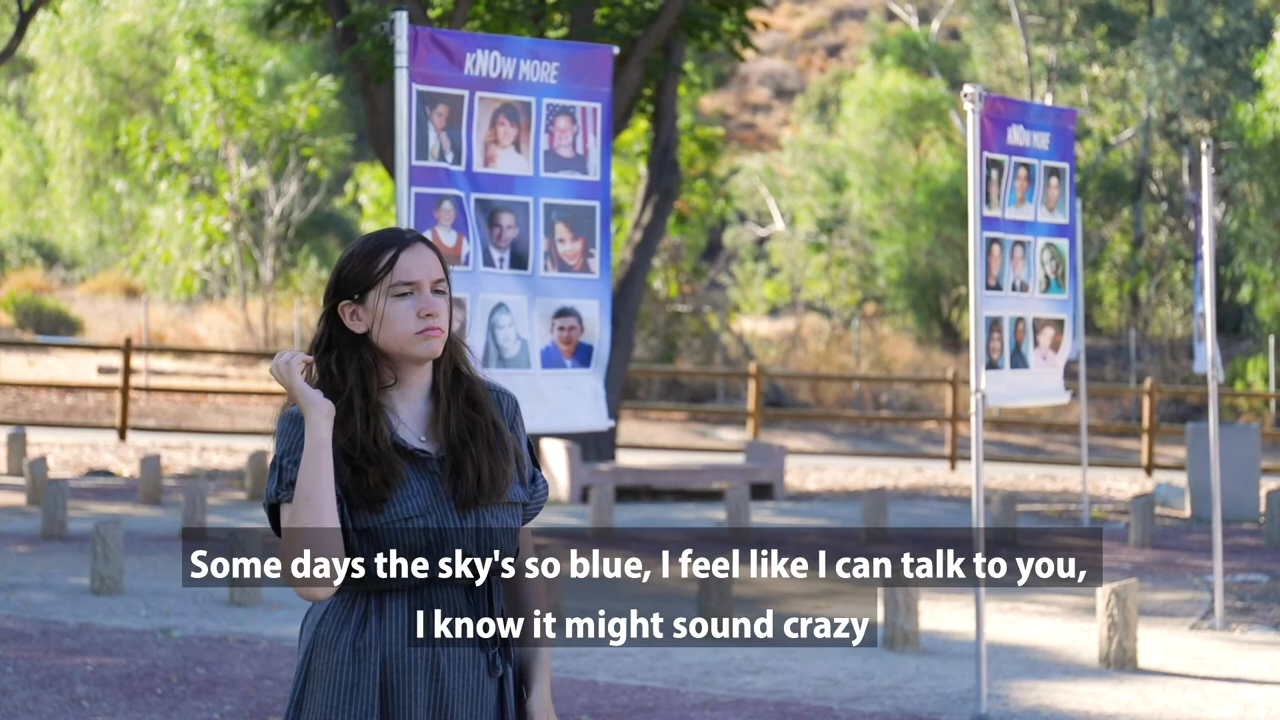 KNOW MORE
KNOW MORE
Some days the sky's so blue, I feel like I can talk to you,
I know it might sound crazy